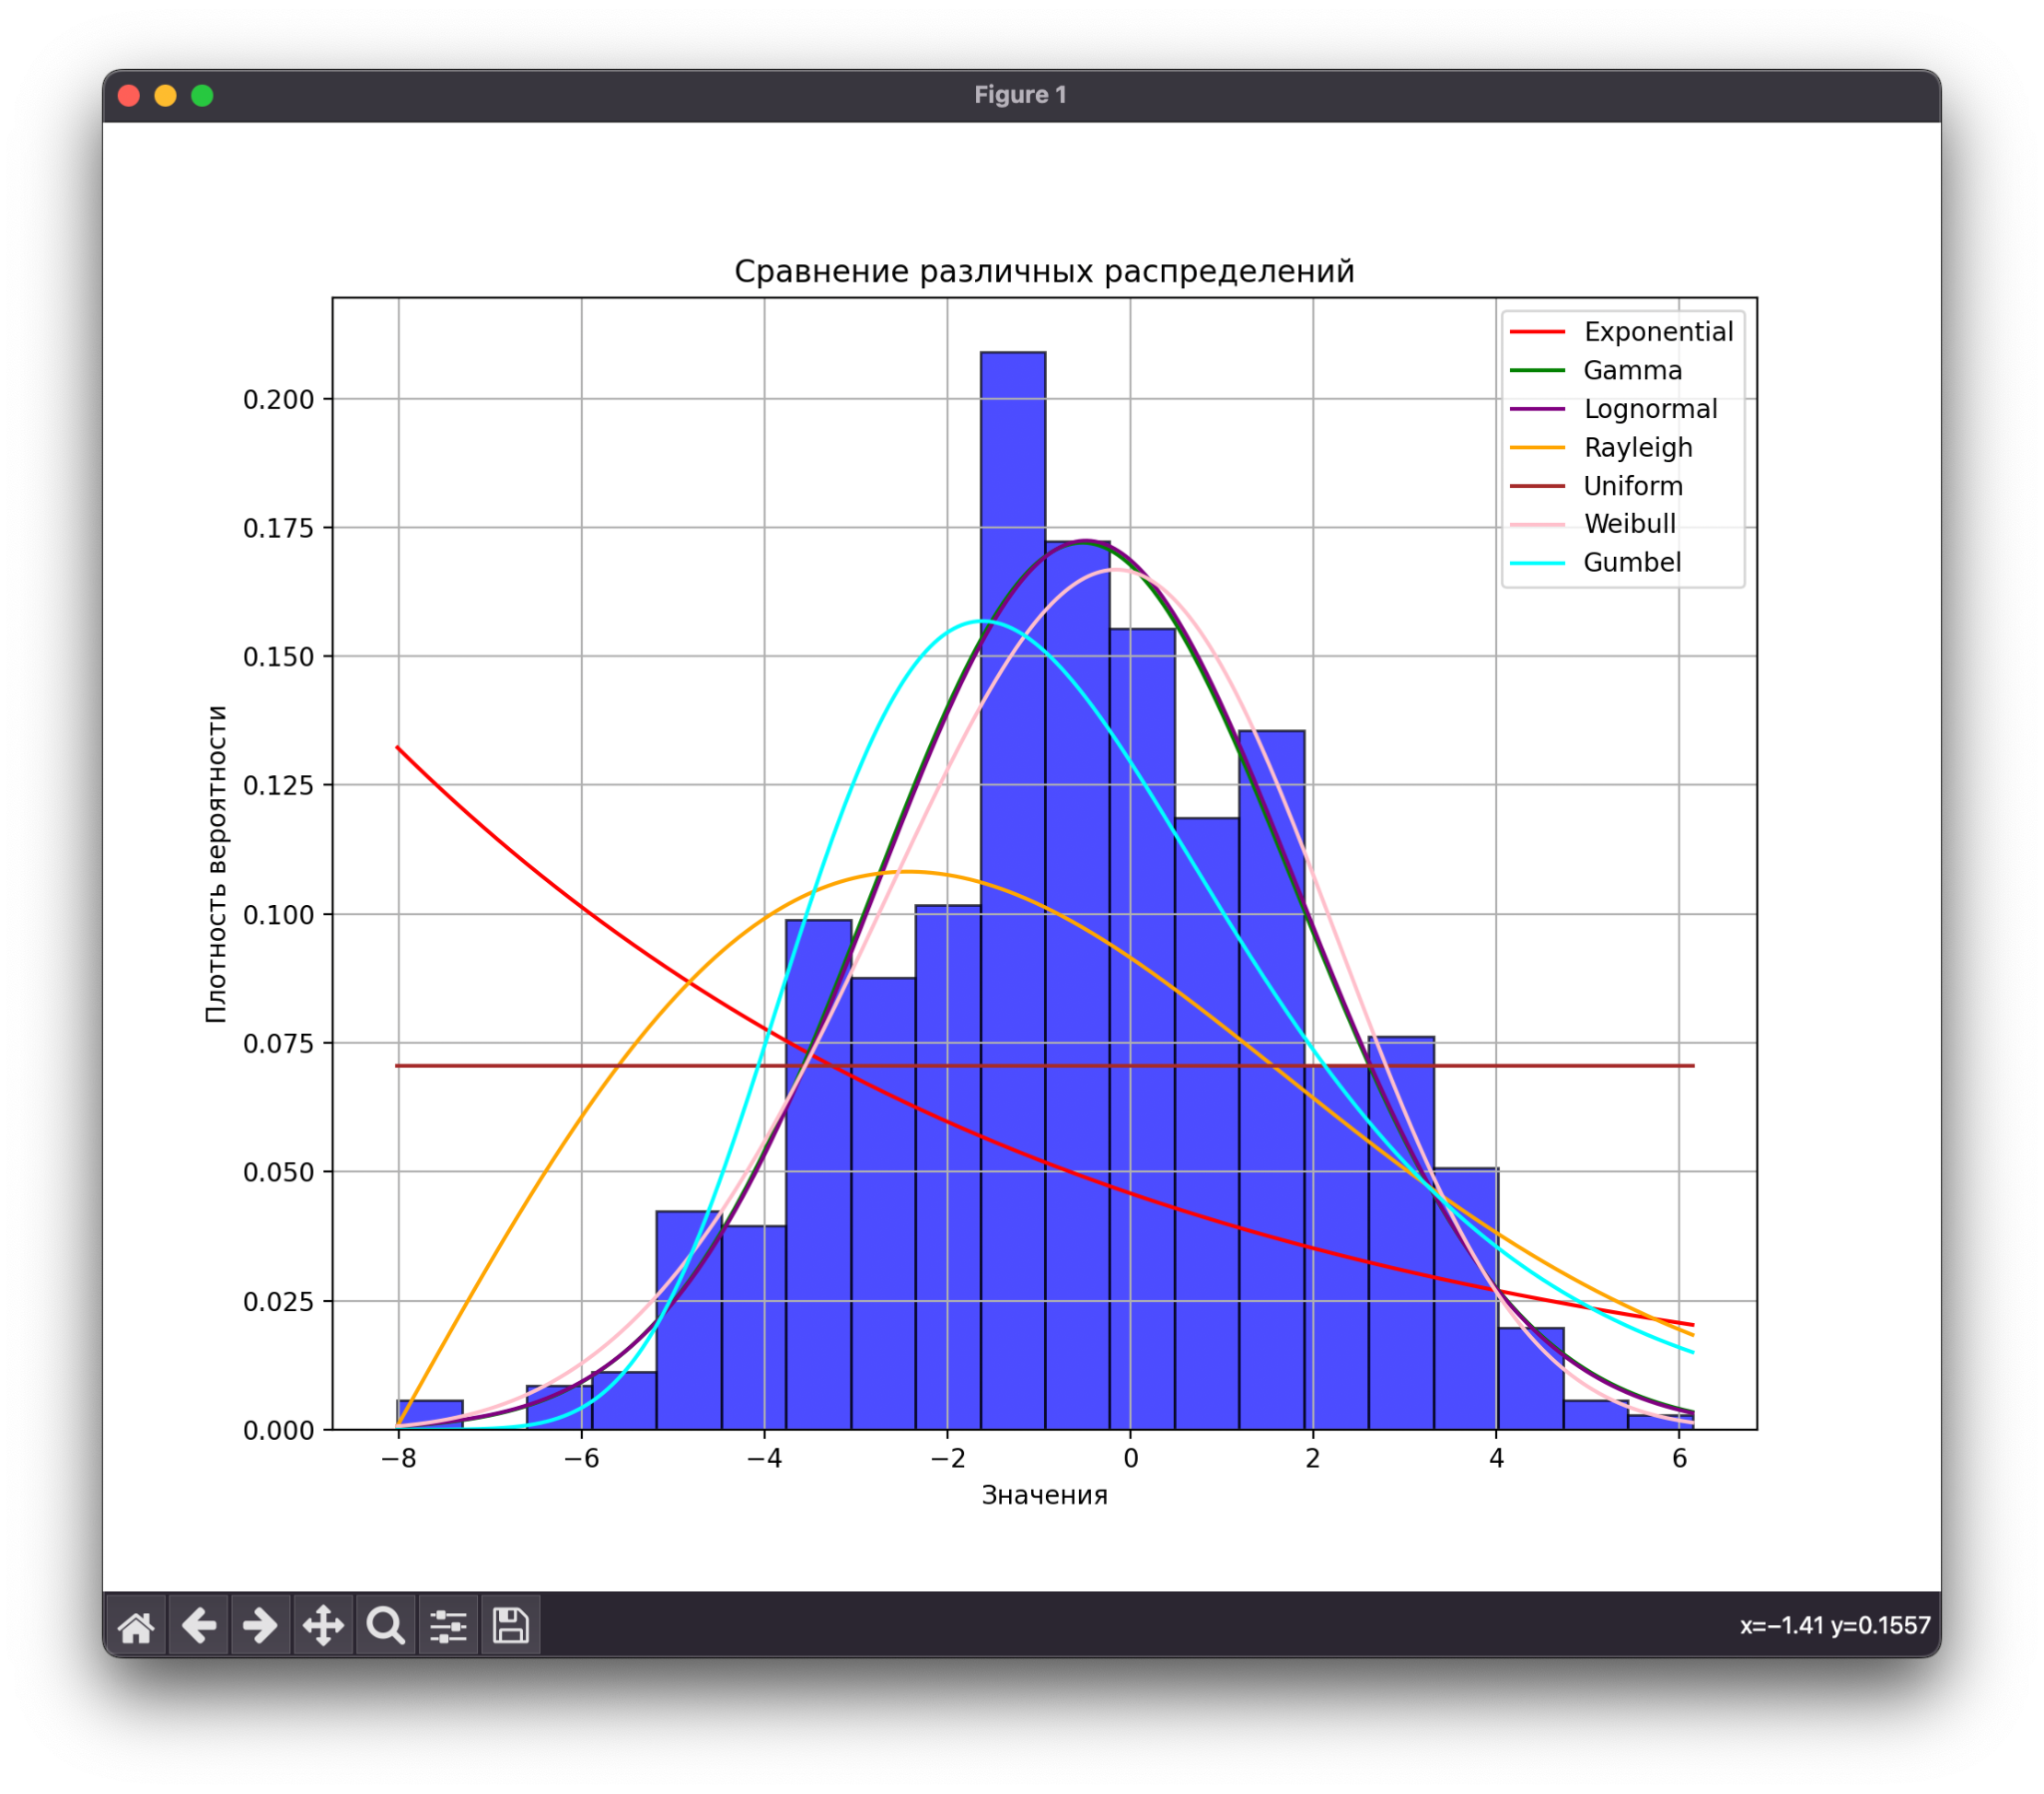 Figure 1
Сравнение различных распределений
Exponential
Gamma
Lognormal
Rayleigh
Uniform
Weibull
Gumbel
0.200
0.175
0.150
0.125
0.100
0.075
0.050
0.025
0.000
Плотность вероятности
−8
−6
−4
−2
0
2
4
6
Значения
x=−1.41 y=0.1557